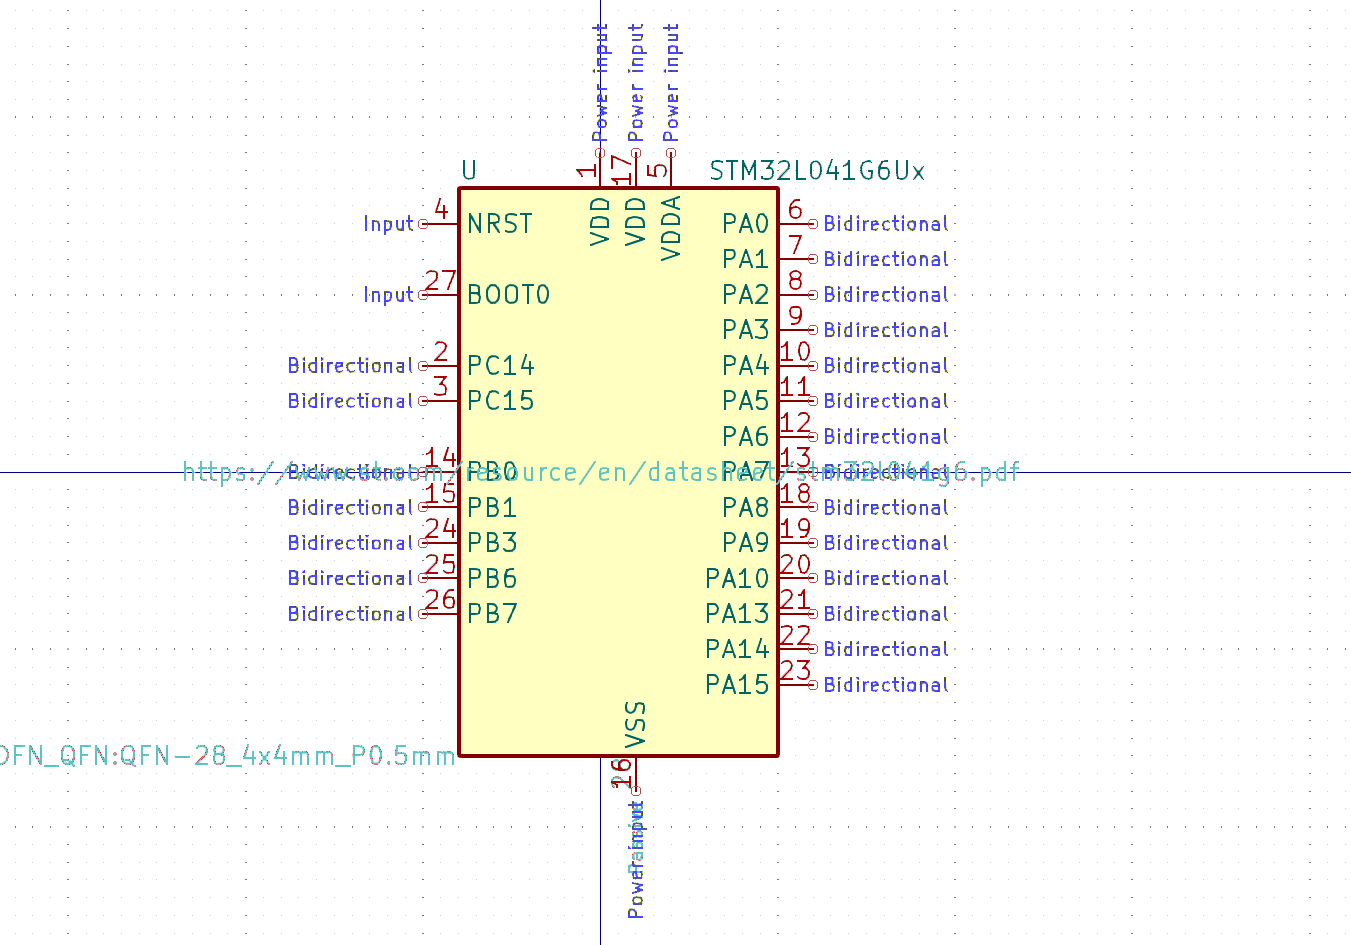 Power input
Power input
Power input
1
17
5
U
STM32L041G6Ux
VDD
VDD
VDDA
Input 4 NRST
PA0 6 Bidirectional
PA1 7 Bidirectional
Input 27 BOOT0
PA2 8 Bidirectional
PA3 9 Bidirectional
Bidirectional 2 PC14
PA4 10 Bidirectional
Bidirectional 3 PC15
PA5 11 Bidirectional
PA6 12 Bidirectional
Bidirectional 14 PB0
PA7 13 Bidirectional
https://www.st.com/resource/en/datasheet/stm32l041g6.pdf
Bidirectional 15 PB1
PA8 18 Bidirectional
Bidirectional 24 PB3
PA9 19 Bidirectional
Bidirectional 25 PB6
PA10 20 Bidirectional
Bidirectional 26 PB7
PA13 21 Bidirectional
PA14 22 Bidirectional
PA15 23 Bidirectional
VSS
DFN_QFN:QFN-28_4x4mm_P0.5mm
16
Power input
Passive